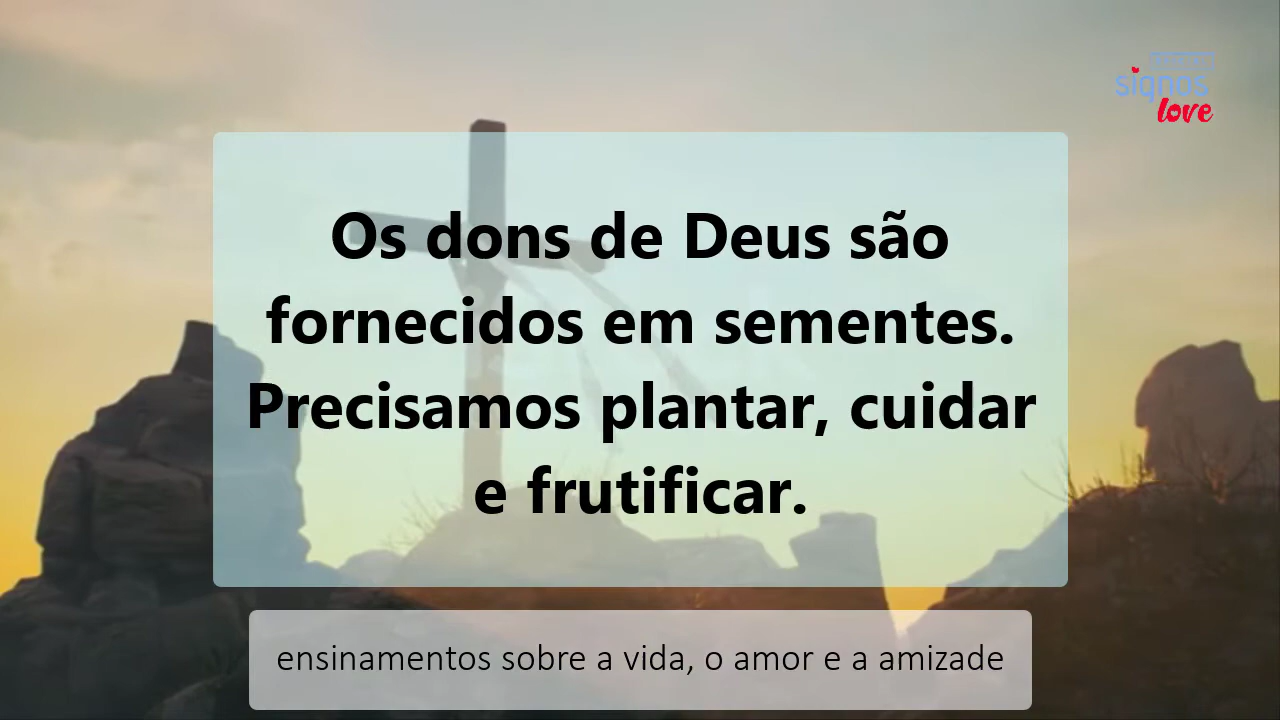 signos
love
Os dons de Deus são
fornecidos em sementes.
Precisamos plantar, cuidar
e frutificar.
ensinamentos sobre a vida, o amor e a amizade